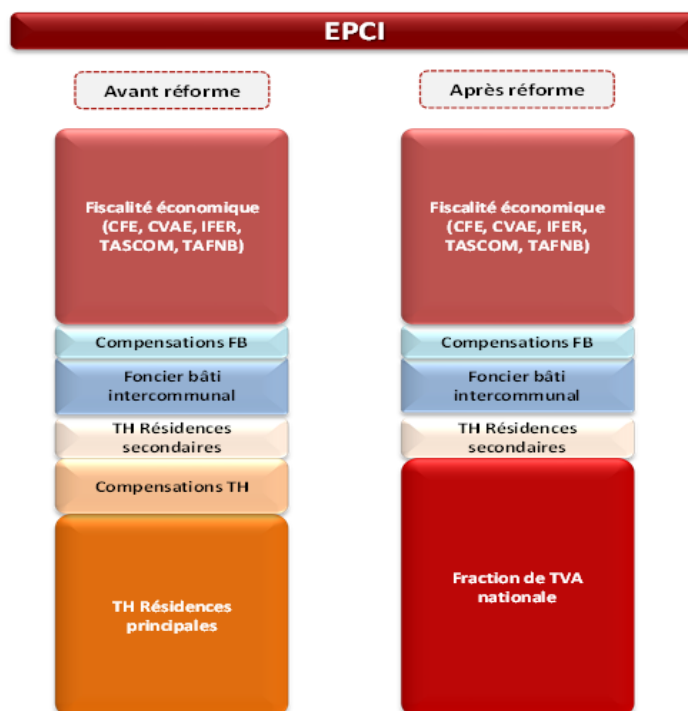 EPCI
Avant réforme
Fiscalité économique
(CFE, CVAE, IFER,
TASCOM, TAFNB)
Compensations FB
Foncier bâti
intercommunal
TH Résidences
secondaires
Compensations TH
TH Résidences
principales
Après réforme
Fiscalité économique
(CFE, CVAE, IFER,
TASCOM, TAFNB)
Compensations FB
Foncier bâti
intercommunal
TH Résidences
secondaires
Fraction de TVA
nationale